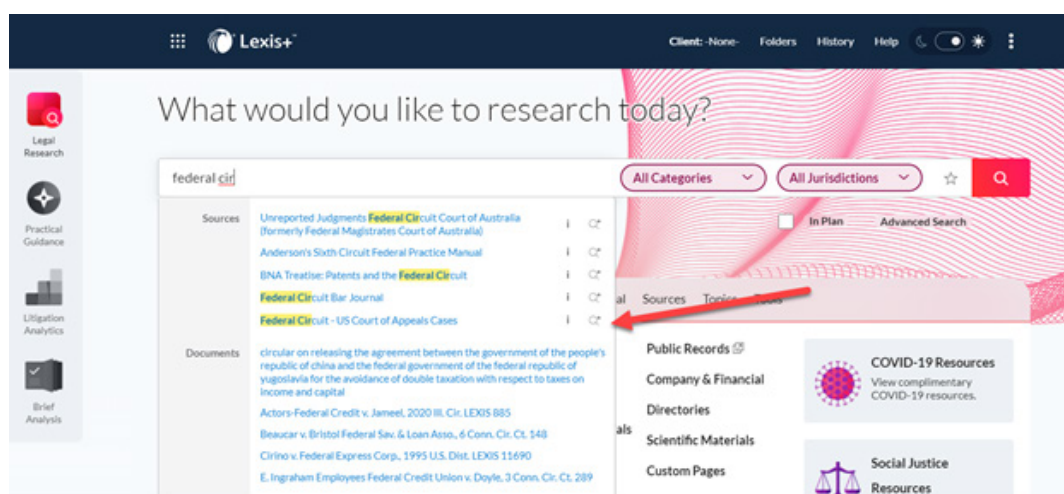 Lexis+
Client: -None- Folders History Help
What would you like to research today?
Legal
Research
Practical
Guidance
Litigation
Analytics
Brief
Analysis
federal cir
All Categories
All Jurisdictions
In Plan
Advanced Search
Sources
Unreported Judgments Federal Circuit Court of Australia
(formerly Federal Magistrates Court of Australia)
Anderson's Sixth Circuit Federal Practice Manual
BNA Treatise: Patents and the Federal Circuit
Federal Circuit Bar Journal
Federal Circuit - US Court of Appeals Cases
Documents
circular on releasing the agreement between the government of the people's
republic of china and the federal government of the federal republic of
yugoslavia for the avoidance of double taxation with respect to taxes on
income and capital
Actors-Federal Credit v. Jameel, 2020 Ill. Cir. LEXIS 885
Beaucar v. Bristol Federal Sav. & Loan Asso., 6 Conn. Cir. Ct. 148
Cirino v. Federal Express Corp., 1995 U.S. Dist. LEXIS 11690
E. Ingraham Employees Federal Credit Union v. Doyle, 3 Conn. Cir. Ct. 289
al Sources Topics Tools
als
Public Records
Company & Financial
Directories
Scientific Materials
Custom Pages
COVID-19 Resources
View complimentary
COVID-19 resources.
Social Justice
Resources